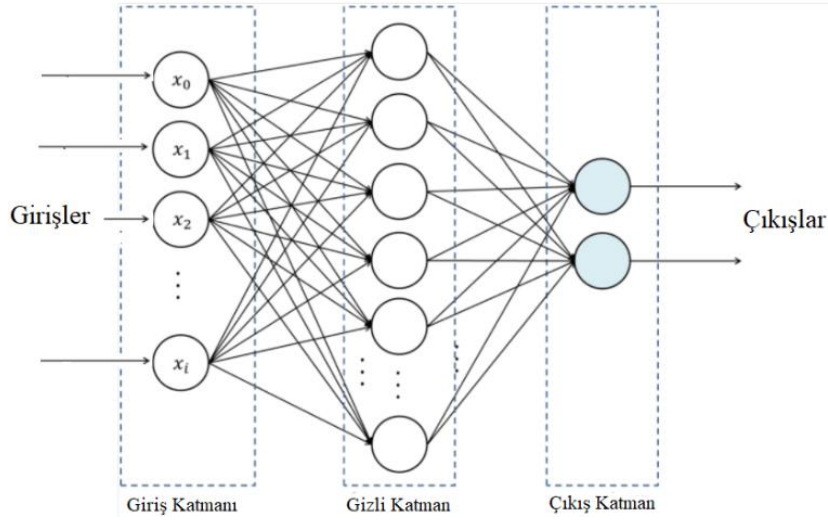 x₀
x₁
Girişler
x₂
Çıkışlar
xᵢ
Giriş Katmanı
Gizli Katman
Çıkış Katman